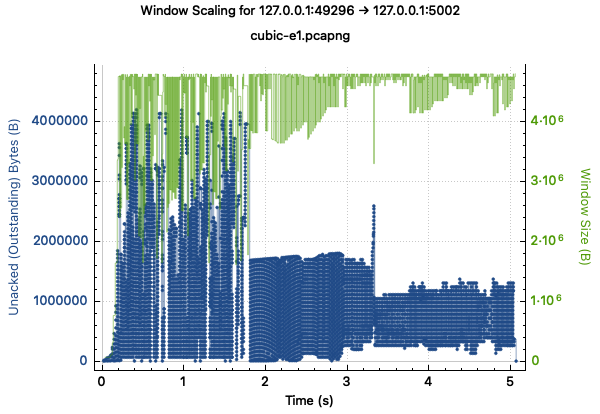 Window Scaling for 127.0.0.1:49296 → 127.0.0.1:5002
cubic-e1.pcapng
Unacked (Outstanding) Bytes (B)
4000000
3000000
2000000
1000000
0
4·10⁶
3·10⁶
2·10⁶
1·10⁶
0
Window Size (B)
0 1 2 3 4 5
Time (s)